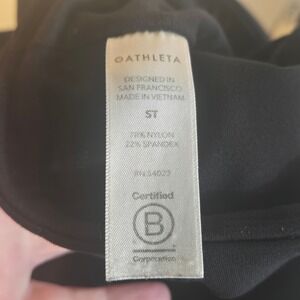 ATHLETA
DESIGNED IN
SAN FRANCISCO
MADE IN VIETNAM
ST
78% NYLON
22% SPANDEX
RN 54023
Certified
B
Corporation